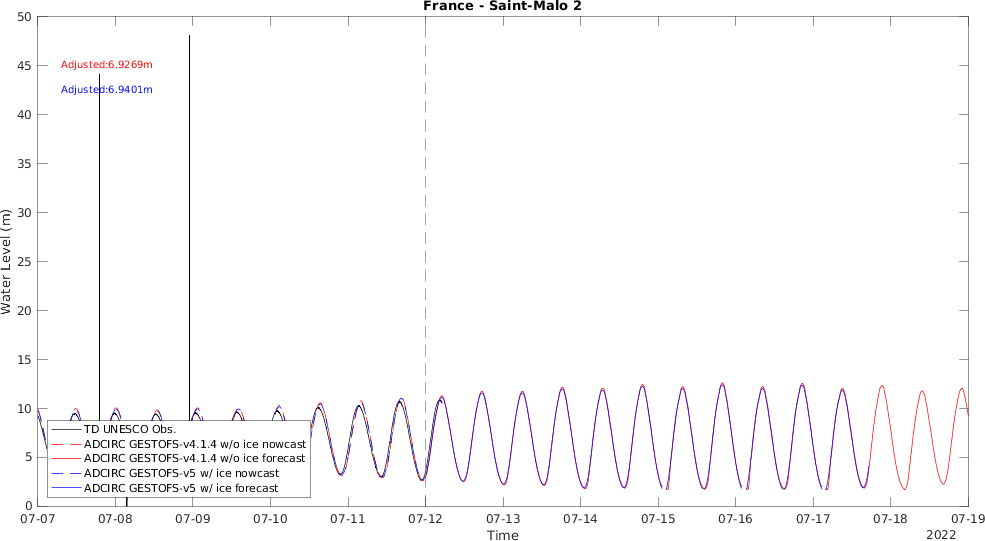 France - Saint-Malo 2
50
45
40
35
30
25
20
15
10
5
0
Water Level (m)
Adjusted:6.9269m
Adjusted:6.9401m
TD UNESCO Obs.
ADCIRC GESTOFS-v4.1.4 w/o ice nowcast
ADCIRC GESTOFS-v4.1.4 w/o ice forecast
ADCIRC GESTOFS-v5 w/ ice nowcast
ADCIRC GESTOFS-v5 w/ ice forecast
07-07 07-08 07-09 07-10 07-11 07-12 07-13 07-14 07-15 07-16 07-17 07-18 07-19
Time
2022